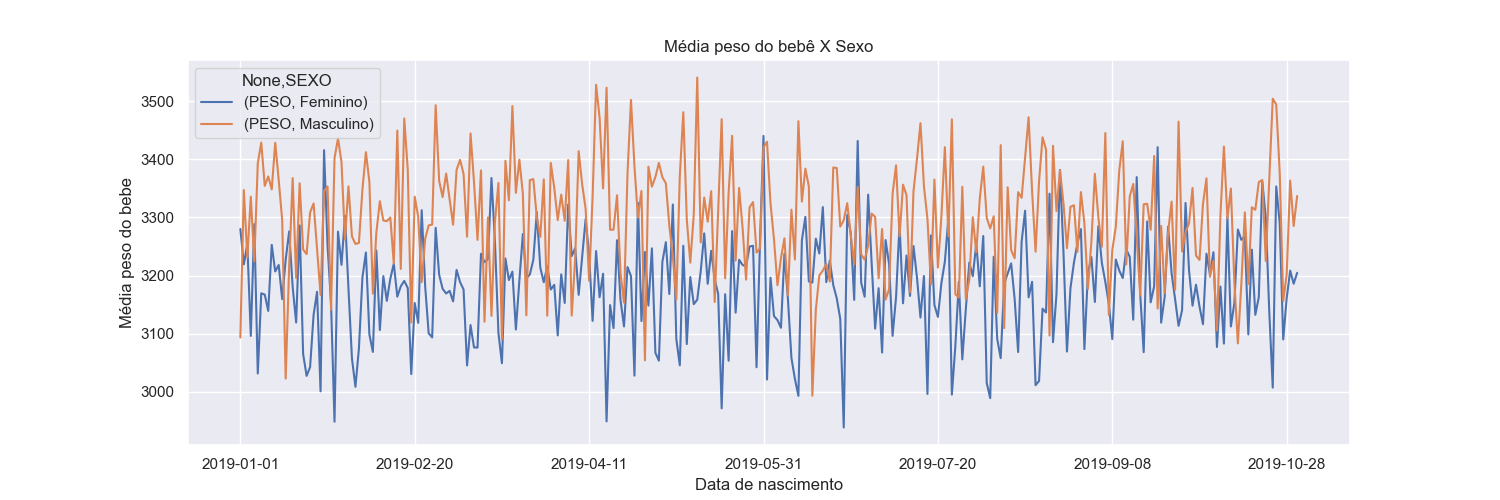 Média peso do bebê X Sexo
None,SEXO
(PESO, Feminino)
(PESO, Masculino)
3500
3400
3300
3200
3100
3000
Média peso do bebe
2019-01-01
2019-02-20
2019-04-11
2019-05-31
2019-07-20
2019-09-08
2019-10-28
Data de nascimento